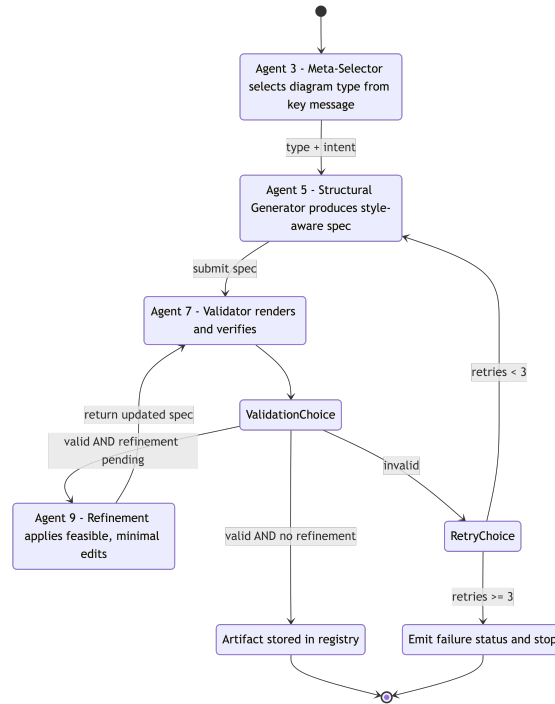 Agent 3 - Meta-Selector
selects diagram type from
key message
type + intent
Agent 5 - Structural
Generator produces style-
aware spec
submit spec
Agent 7 - Validator renders
and verifies
retries < 3
return updated spec
ValidationChoice
valid AND refinement
pending
invalid
Agent 9 - Refinement
applies feasible, minimal
edits
valid AND no refinement
RetryChoice
retries >= 3
Artifact stored in registry
Emit failure status and stop